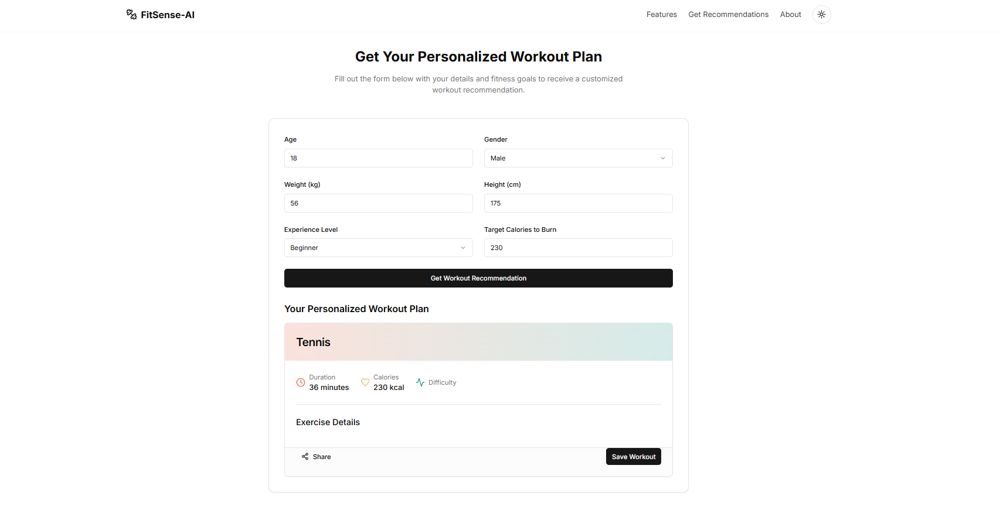 FitSense-AI
Features
Get Recommendations
About
Get Your Personalized Workout Plan
Fill out the form below with your details and fitness goals to receive a customized
workout recommendation.
Age
Gender
18
Male
Weight (kg)
Height (cm)
56
175
Experience Level
Target Calories to Burn
Beginner
230
Get Workout Recommendation
Your Personalized Workout Plan
Tennis
Duration
36 minutes
Calories
230 kcal
Difficulty
Exercise Details
Share
Save Workout